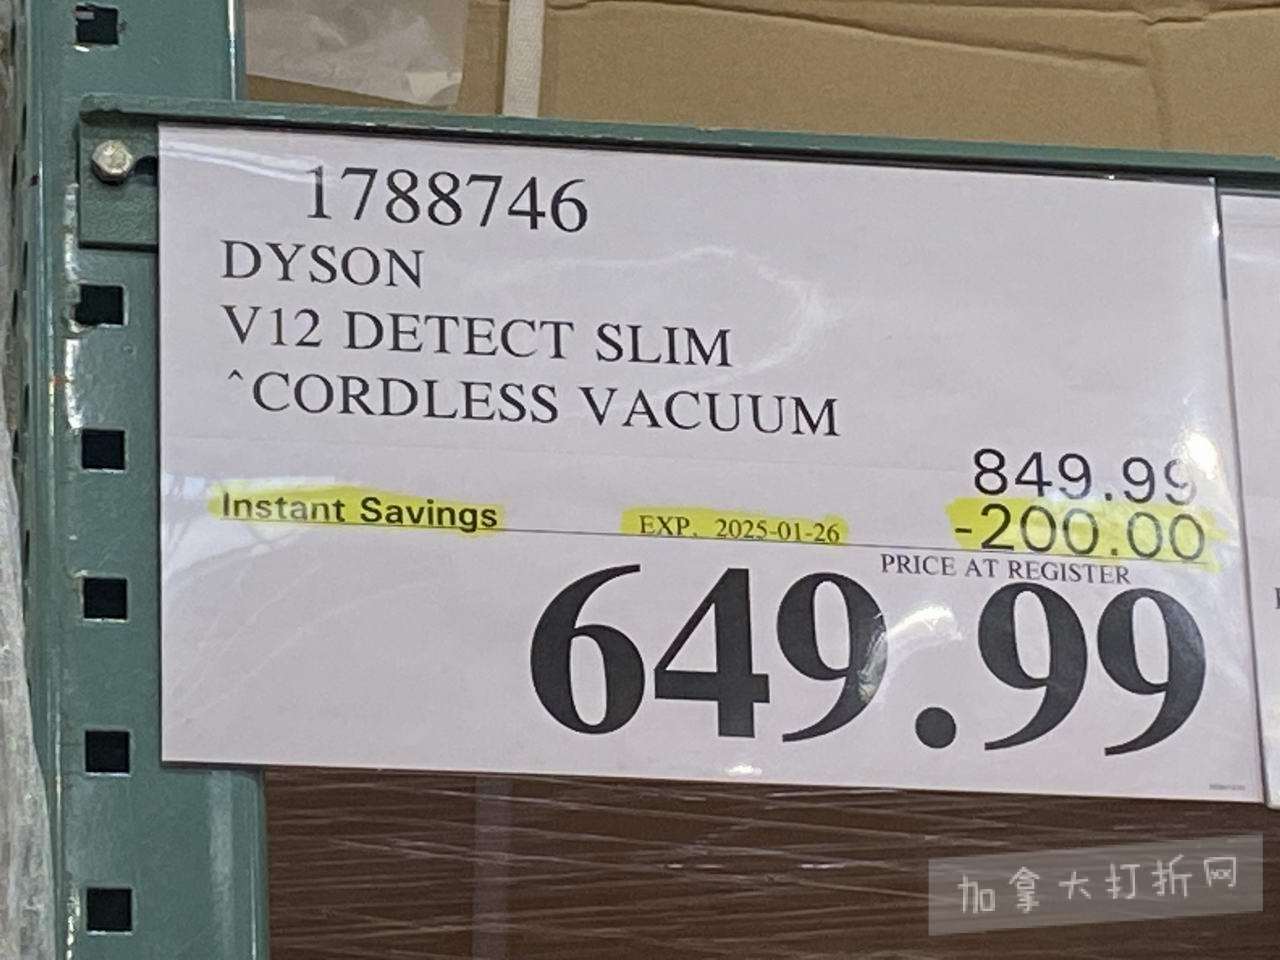 1788746
DYSON
V12 DETECT SLIM
^CORDLESS VACUUM
849.99
Instant Savings EXP. 2025-01-26 -200.00
PRICE AT REGISTER
649.99
加拿大打折网